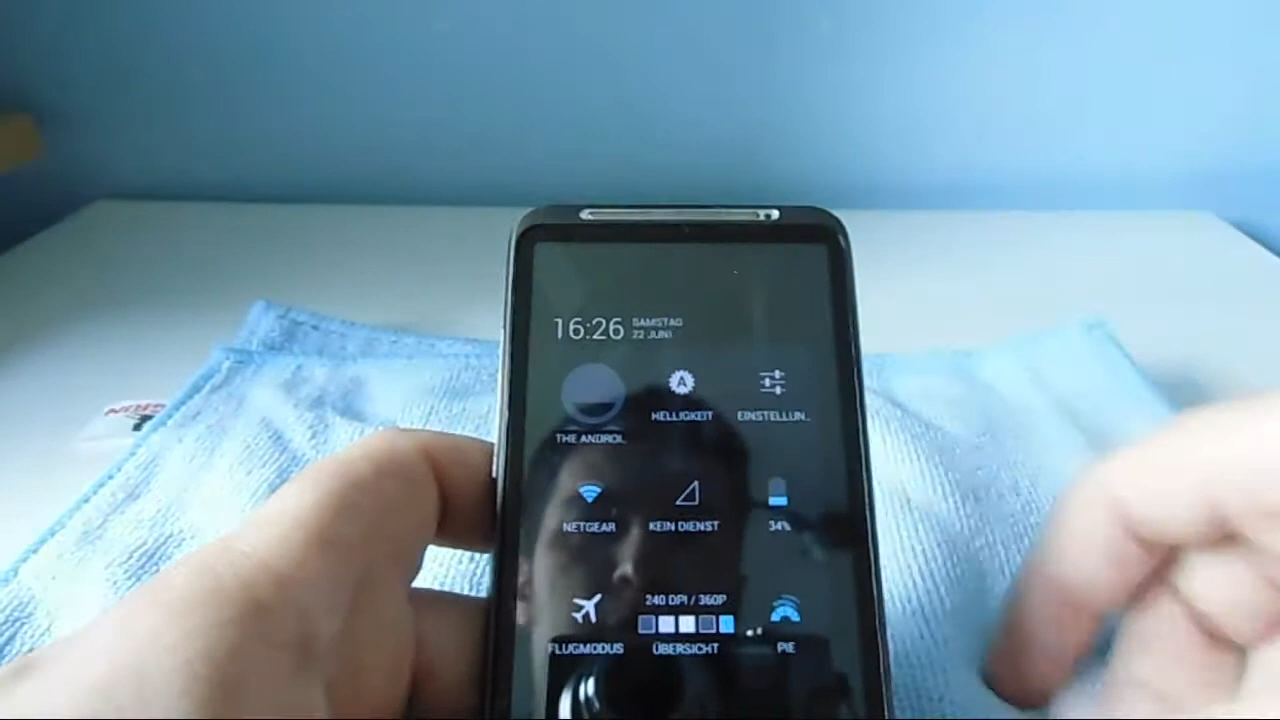 16:26 SAMSTAG
22 JUNI
THE ANDROI..
HELLIGKEIT
EINSTELLUN..
NETGEAR
KEIN DIENST
34%
FLUGMODUS
240 DPI / 360P
ÜBERSICHT
PIE